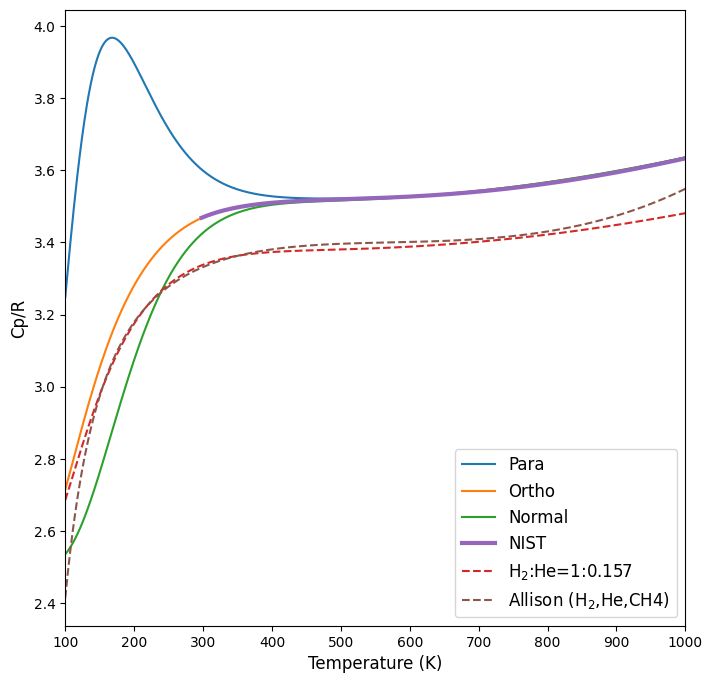 4.0
3.8
3.6
3.4
3.2
3.0
2.8
2.6
2.4
Cp/R
Para
Ortho
Normal
NIST
H₂:He=1:0.157
Allison (H₂,He,CH4)
100 200 300 400 500 600 700 800 900 1000
Temperature (K)